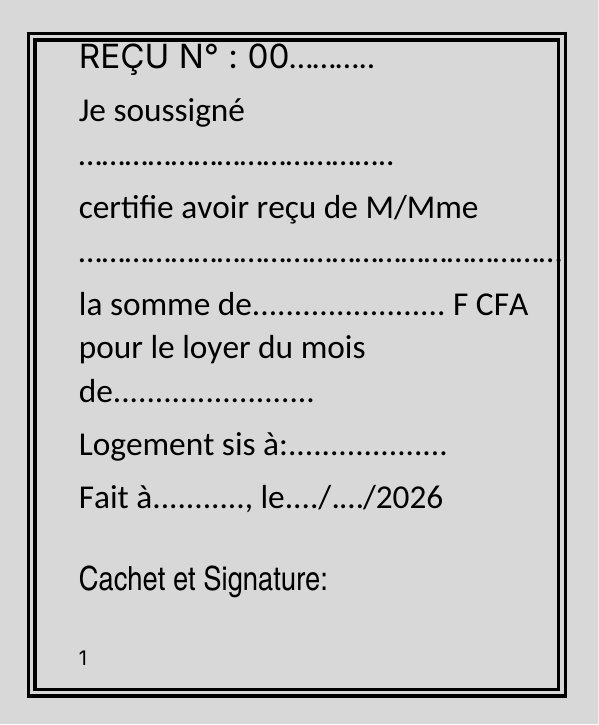 REÇU N° : 00………..
Je soussigné
…………………………………..
certifie avoir reçu de M/Mme
……………………………………………………….
la somme de....................... F CFA
pour le loyer du mois
de........................
Logement sis à:...................
Fait à..........., le..../..../2026
Cachet et Signature:
1